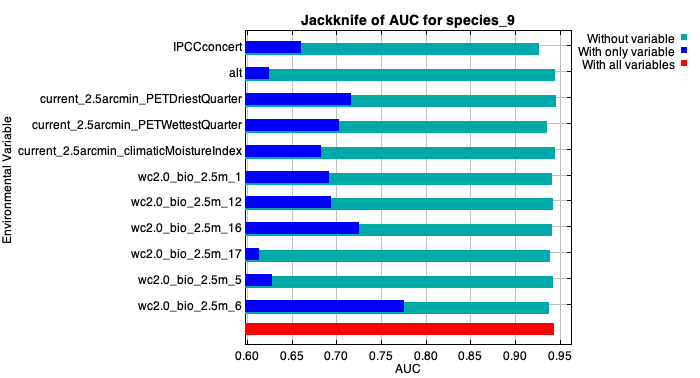 Jackknife of AUC for species_9
Without variable
With only variable
With all variables
Environmental Variable
IPCCconcert
alt
current_2.5arcmin_PETDriestQuarter
current_2.5arcmin_PETWettestQuarter
current_2.5arcmin_climaticMoistureIndex
wc2.0_bio_2.5m_1
wc2.0_bio_2.5m_12
wc2.0_bio_2.5m_16
wc2.0_bio_2.5m_17
wc2.0_bio_2.5m_5
wc2.0_bio_2.5m_6
0.60 0.65 0.70 0.75 0.80 0.85 0.90 0.95
AUC